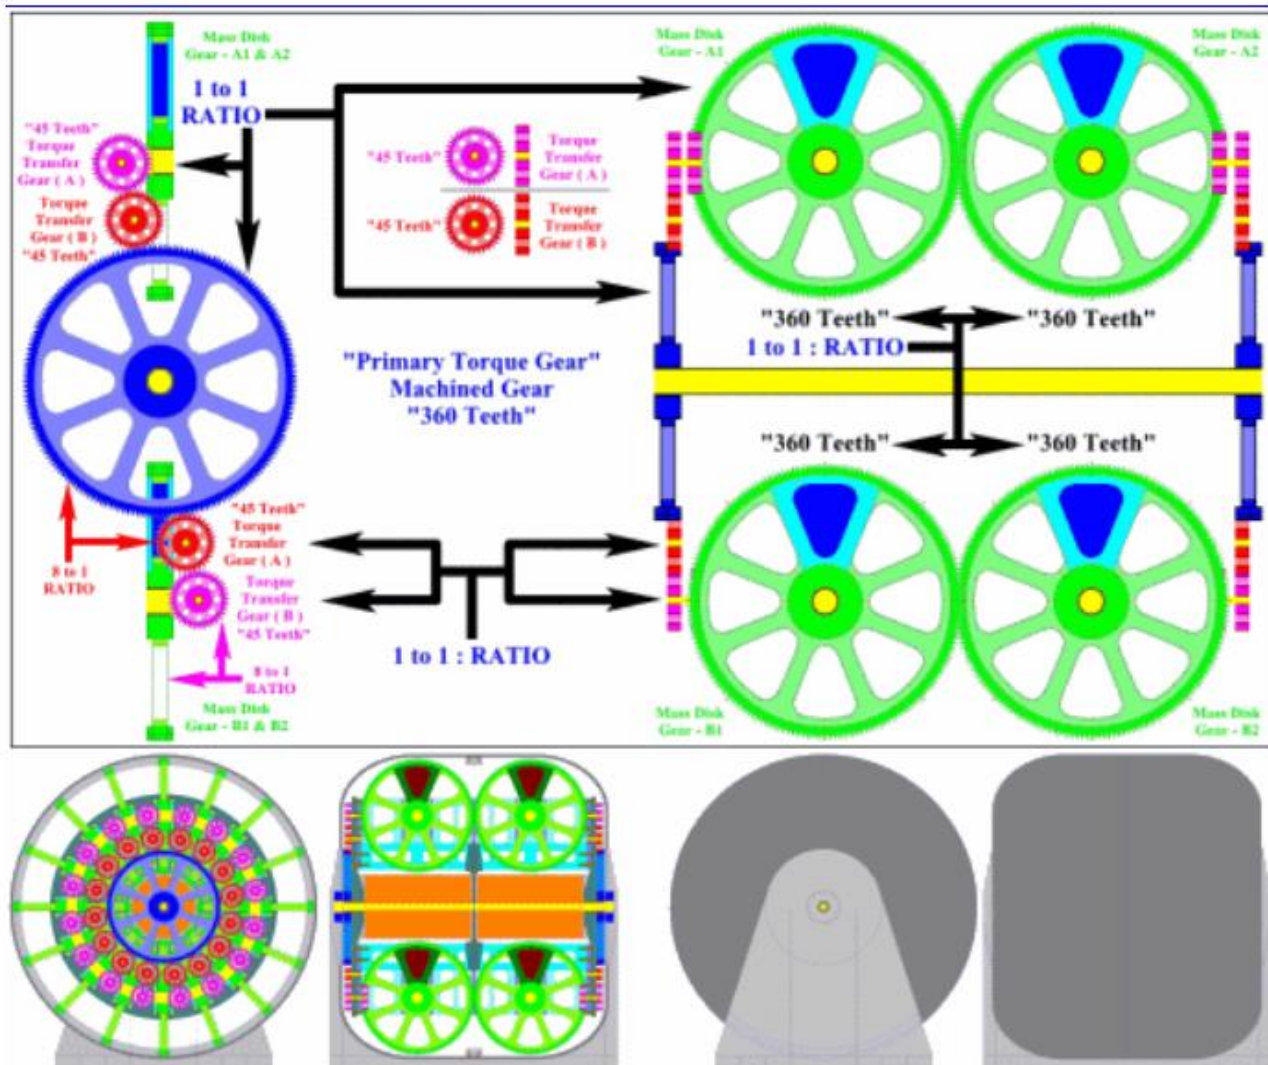 Mass Disk
Gear - A1 & A2
1 to 1
RATIO
"45 Teeth"
Torque
Transfer
Gear ( A )
Torque
Transfer
Gear ( B )
"45 Teeth"
"45 Teeth"
Torque
Transfer
Gear ( A )
"45 Teeth"
Torque
Transfer
Gear ( B )
Mass Disk
Gear - A1
Mass Disk
Gear - A2
"Primary Torque Gear"
Machined Gear
"360 Teeth"
"360 Teeth"
"360 Teeth"
1 to 1 : RATIO
"360 Teeth"
"360 Teeth"
"45 Teeth"
Torque
Transfer
Gear ( A )
8 to 1
RATIO
Torque
Transfer
Gear ( B )
"45 Teeth"
8 to 1
RATIO
1 to 1 : RATIO
Mass Disk
Gear - B1 & B2
Mass Disk
Gear - B1
Mass Disk
Gear - B2